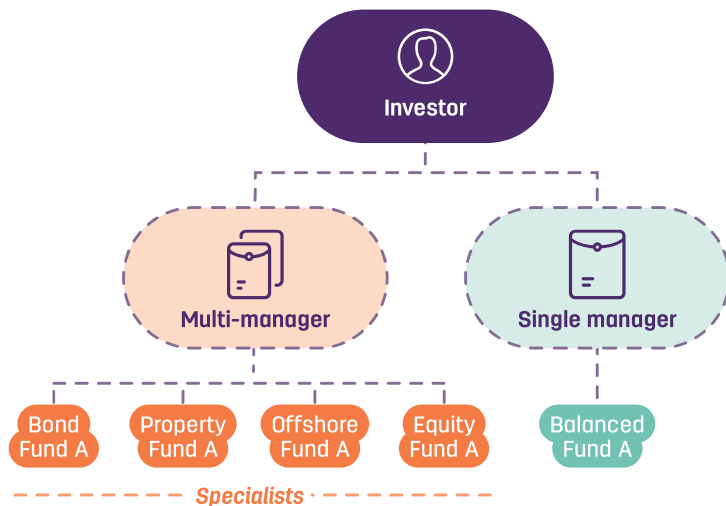 Investor
Multi-manager
Single manager
Bond
Fund A
Property
Fund A
Offshore
Fund A
Equity
Fund A
Balanced
Fund A
Specialists